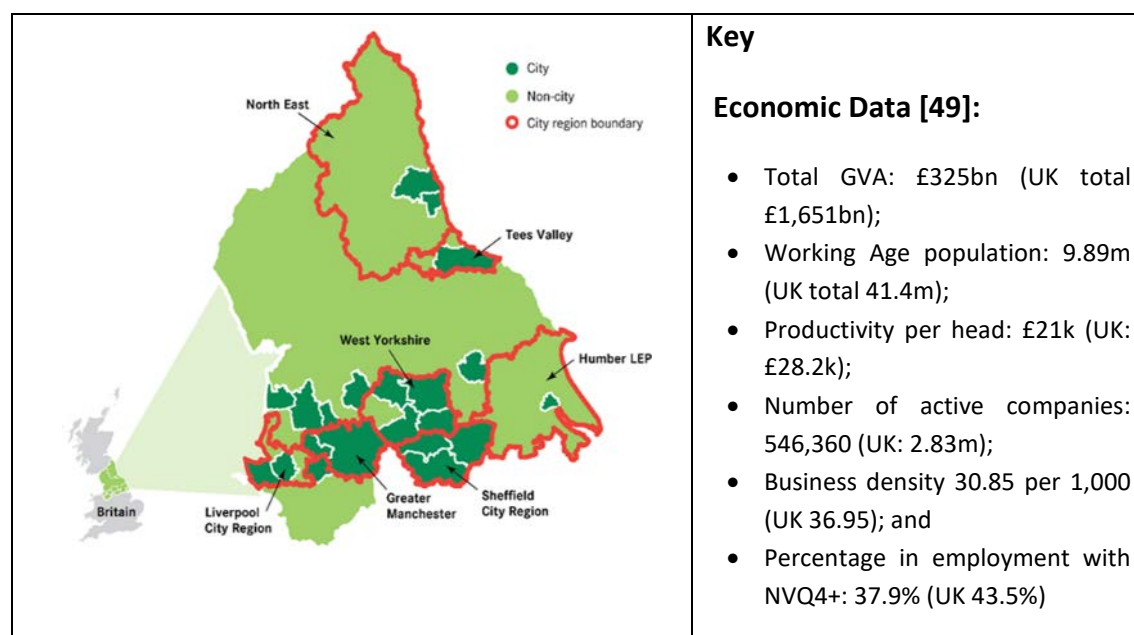 City
Non-city
City region boundary
North East
Tees Valley
West Yorkshire
Humber LEP
Britain
Liverpool
City Region
Greater
Manchester
Sheffield
City Region
Key
Economic Data [49]:
• Total GVA: £325bn (UK total
£1,651bn);
• Working Age population: 9.89m
(UK total 41.4m);
• Productivity per head: £21k (UK:
£28.2k);
• Number of active companies:
546,360 (UK: 2.83m);
• Business density 30.85 per 1,000
(UK 36.95); and
• Percentage in employment with
NVQ4+: 37.9% (UK 43.5%)